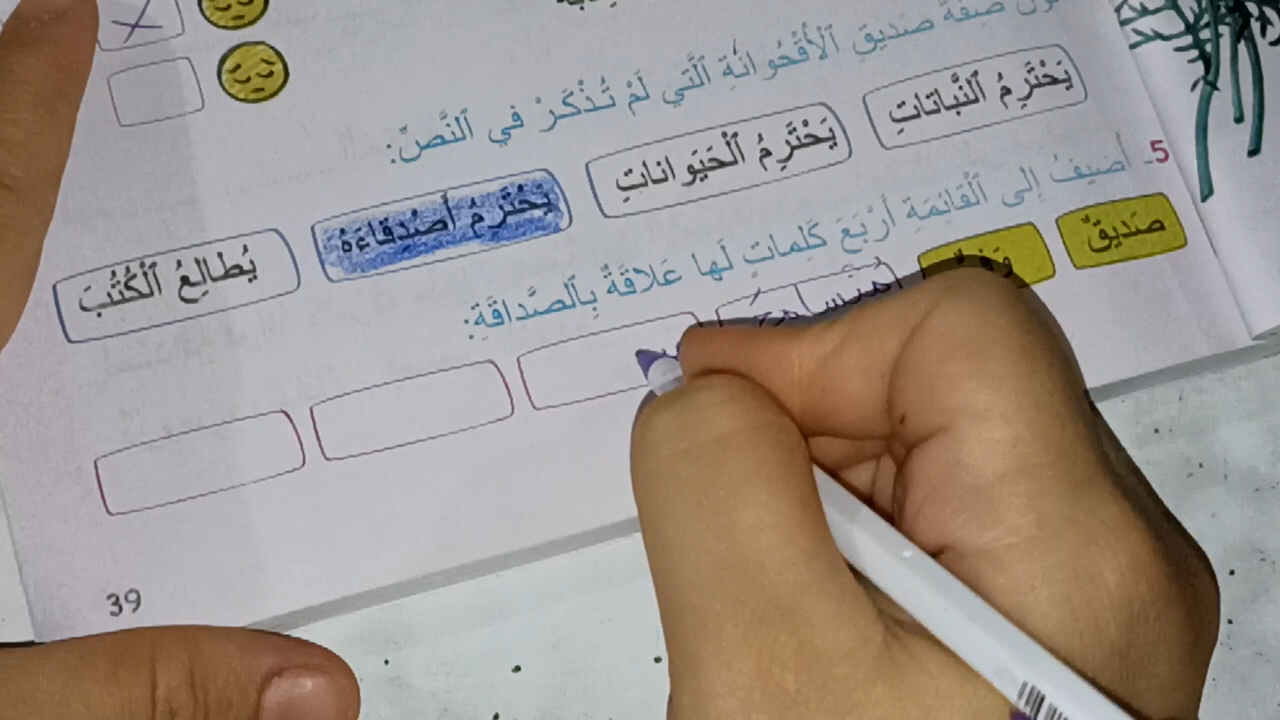 صِفَةَ صَديقِ ٱلْأُقْحُوانَةِ ٱلَّتي لَمْ تُذْكَرْ في ٱلنَّصِّ:
يَحْتَرِمُ ٱلنَّباتاتِ يَحْتَرِمُ ٱلْحَيَواناتِ يَحْتَرِمُ أَصْدِقاءَهُ يُطالِعُ ٱلْكُتُبَ
5ـ أُضيفُ إِلى ٱلْقائِمَةِ أَرْبَعَ كَلِماتٍ لَها عَلاقَةٌ بِٱلصَّداقَةِ:
صَديقٌ
39